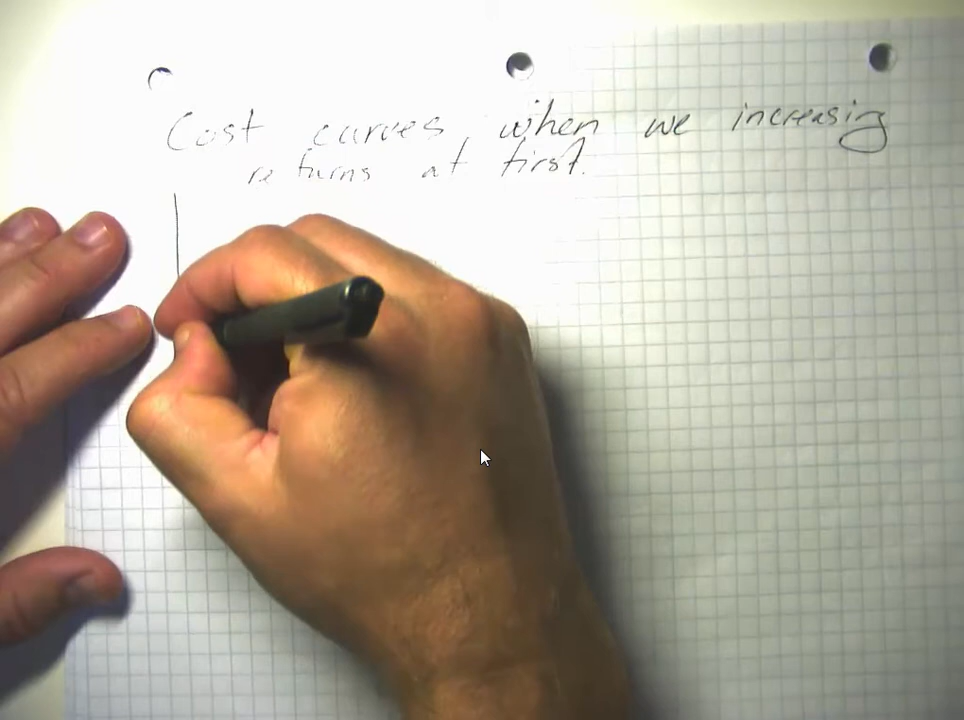 Cost curves, when we increasing
returns at first.